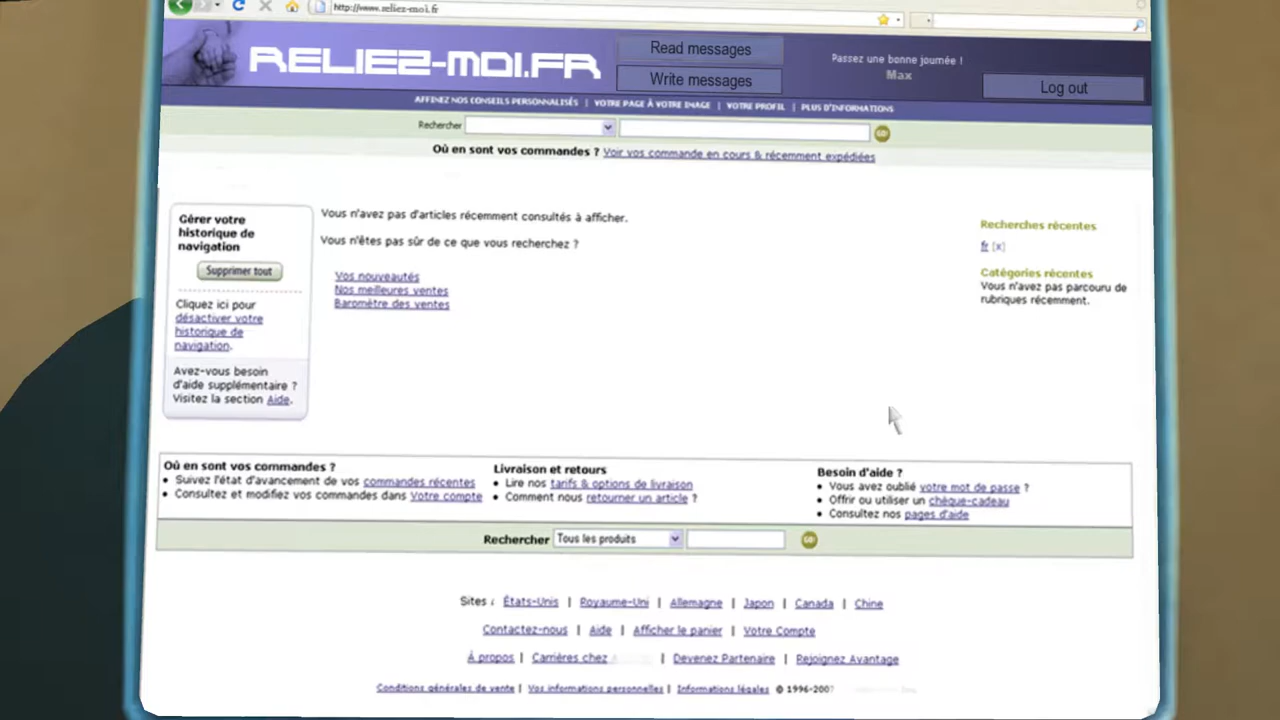 http://www.reliez-moi.fr
RELIEZ-MOI.FR
Read messages
Write messages
Passez une bonne journée !
Max
Log out
AFFINEZ NOS CONSEILS PERSONNALISÉS | VOTRE PAGE À VOTRE IMAGE | VOTRE PROFIL | PLUS D'INFORMATIONS
Rechercher GO!
Où en sont vos commandes ? Voir vos commande en cours & récemment expédiées
Gérer votre
historique de
navigation
Supprimer tout
Cliquez ici pour
désactiver votre
historique de
navigation.
Avez-vous besoin
d'aide supplémentaire ?
Visitez la section Aide.
Vous n'avez pas d'articles récemment consultés à afficher.
Vous n'êtes pas sûr de ce que vous recherchez ?
Vos nouveautés
Nos meilleures ventes
Baromètre des ventes
Recherches récentes
fr [x]
Catégories récentes
Vous n'avez pas parcouru de
rubriques récemment.
Où en sont vos commandes ?
• Suivez l'état d'avancement de vos commandes récentes
• Consultez et modifiez vos commandes dans Votre compte
Livraison et retours
• Lire nos tarifs & options de livraison
• Comment nous retourner un article ?
Besoin d'aide ?
• Vous avez oublié votre mot de passe ?
• Offrir ou utiliser un chèque-cadeau
• Consultez nos pages d'aide
Rechercher Tous les produits GO!
Sites : États-Unis | Royaume-Uni | Allemagne | Japon | Canada | Chine
Contactez-nous | Aide | Afficher le panier | Votre Compte
À propos | Carrières chez | Devenez Partenaire | Rejoignez Avantage
Conditions générales de vente | Vos informations personnelles | Informations légales © 1996-2007